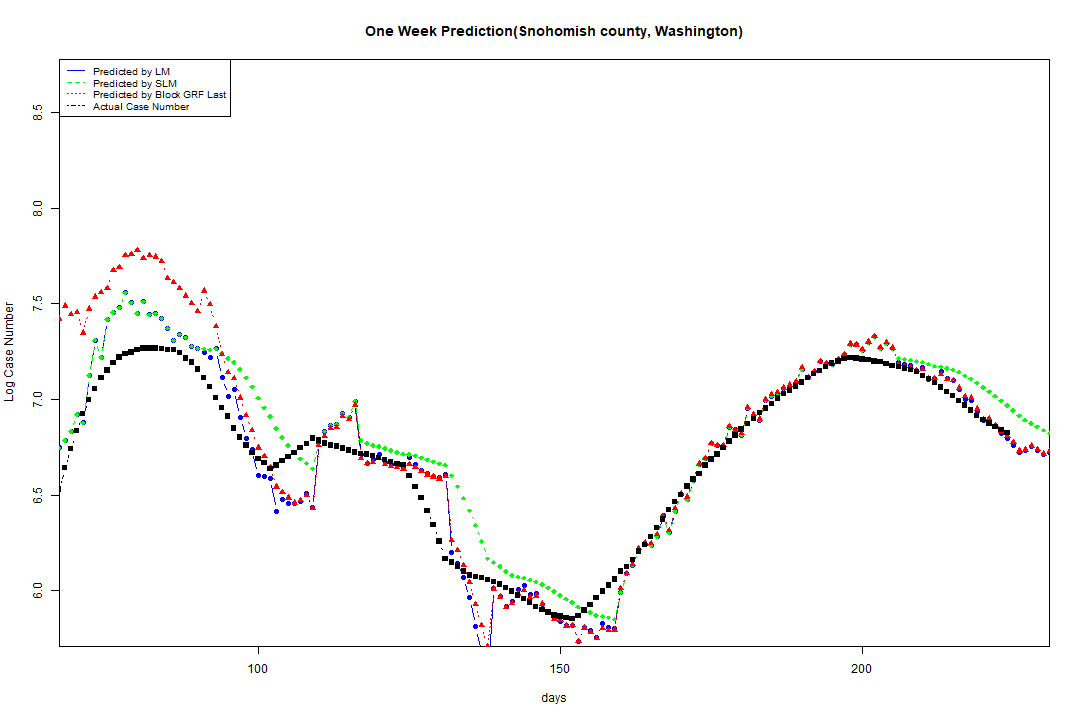 One Week Prediction(Snohomish county, Washington)
Predicted by LM
Predicted by SLM
Predicted by Block GRF Last
Actual Case Number
Log Case Number
8.5
8.0
7.5
7.0
6.5
6.0
100
150
200
days